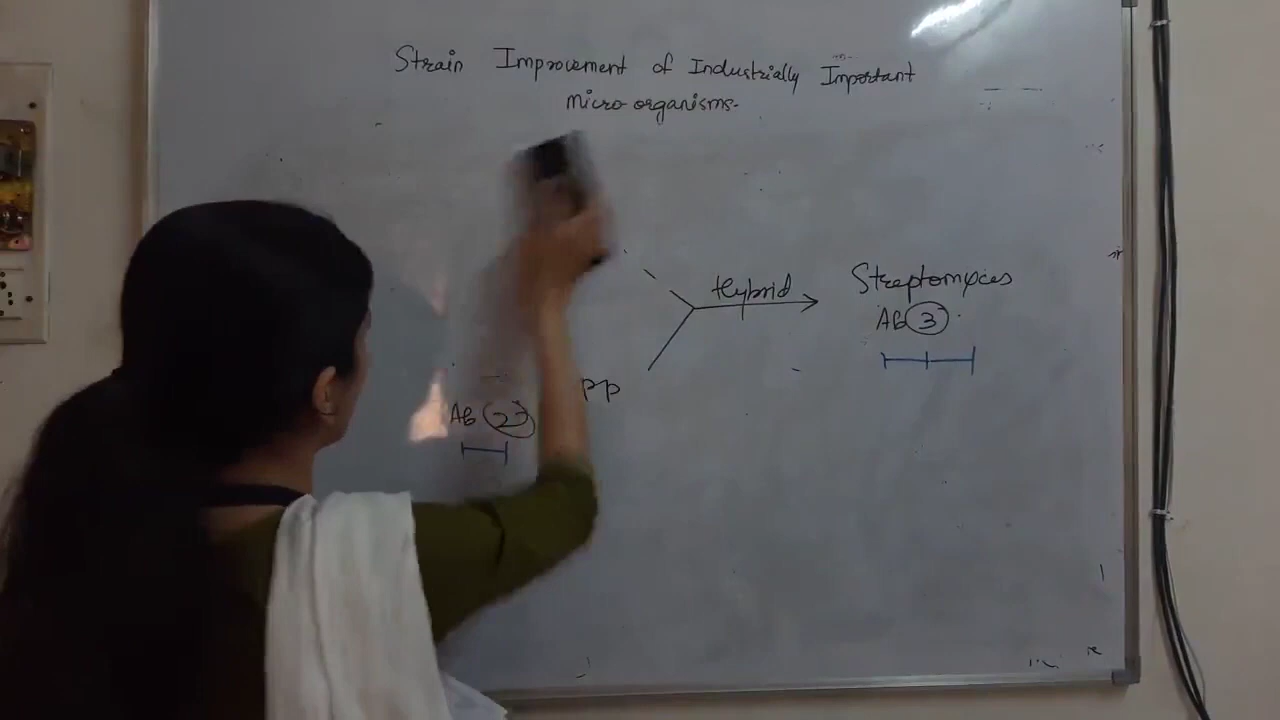 Strain Improvement of Industrially Important
Micro organisms.
Hybrid
Streptomyces
AB 3
pp
AB 2